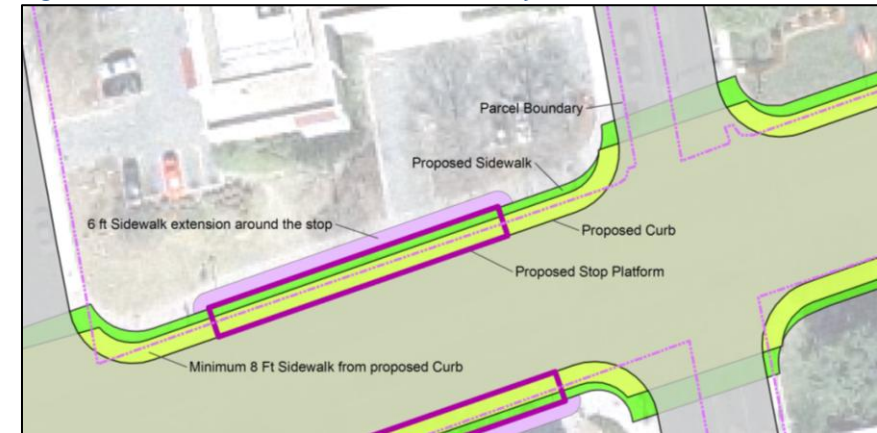 Parcel Boundary
Proposed Sidewalk
6 ft Sidewalk extension around the stop
Proposed Curb
Proposed Stop Platform
Minimum 8 Ft Sidewalk from proposed Curb